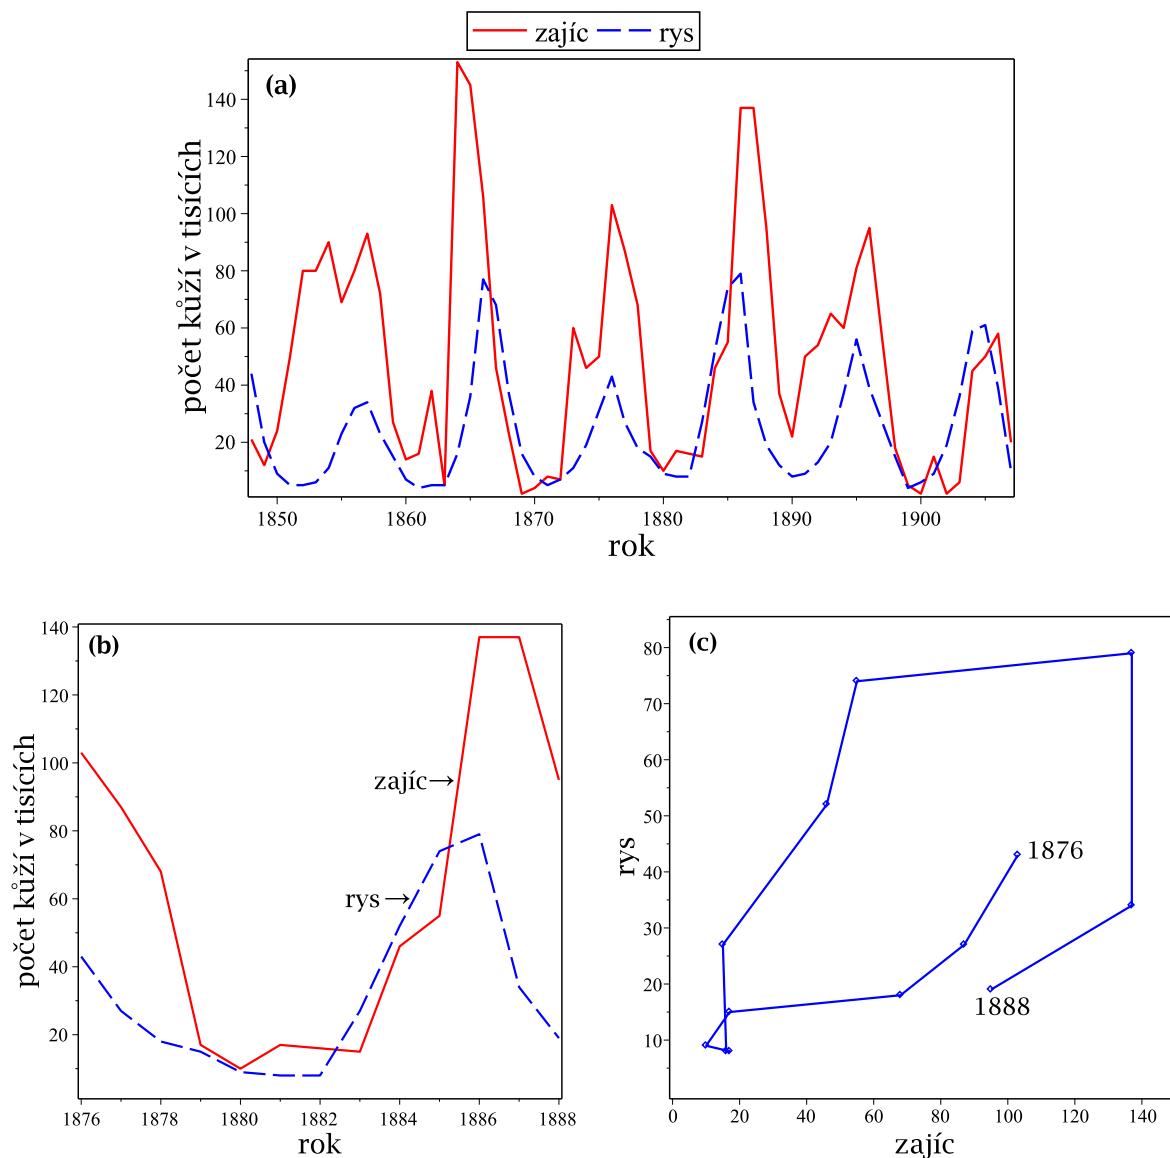 zajíc rys
(a)
počet kůží v tisících
140
120
100
80
60
40
20
1850 1860 1870 1880 1890 1900
rok
(b)
počet kůží v tisících
140
120
100
80
60
40
20
zajíc→
rys→
1876 1878 1880 1882 1884 1886 1888
rok
(c)
rys
80
70
60
50
40
30
20
10
1876
1888
0 20 40 60 80 100 120 140
zajíc